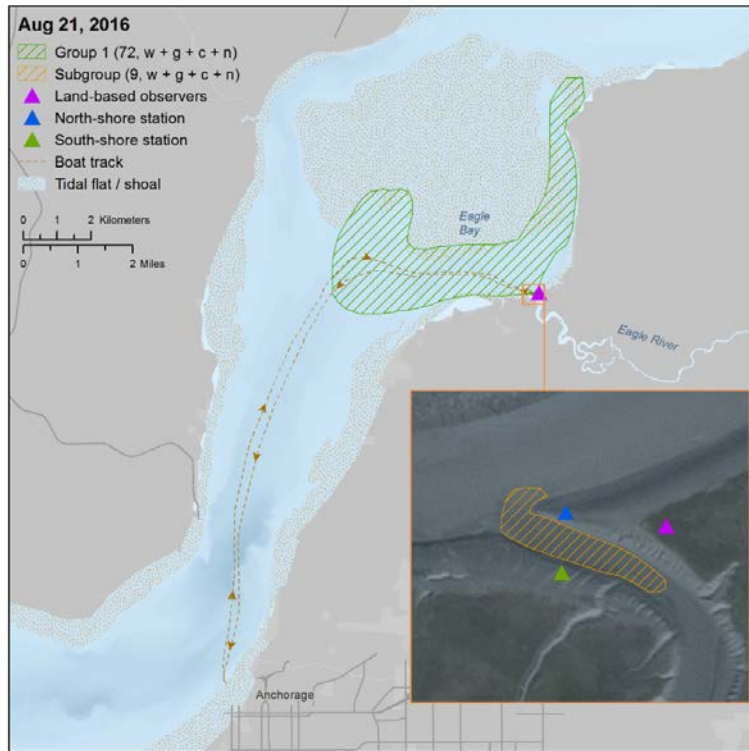 Aug 21, 2016
Group 1 (72, w + g + c + n)
Subgroup (9, w + g + c + n)
Land-based observers
North-shore station
South-shore station
Boat track
Tidal flat / shoal
0 1 2 Kilometers
0 1 2 Miles
Eagle
Bay
Eagle River
Anchorage